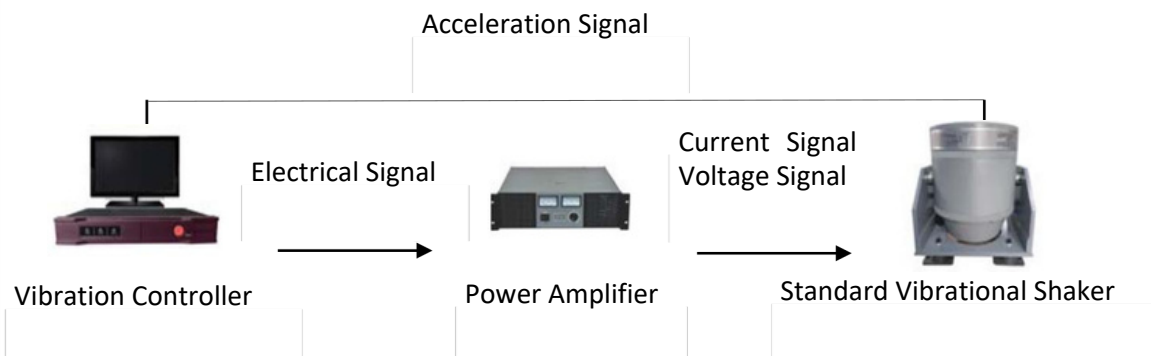 Acceleration Signal
Electrical Signal
Current Signal
Voltage Signal
Vibration Controller
Power Amplifier
Standard Vibrational Shaker